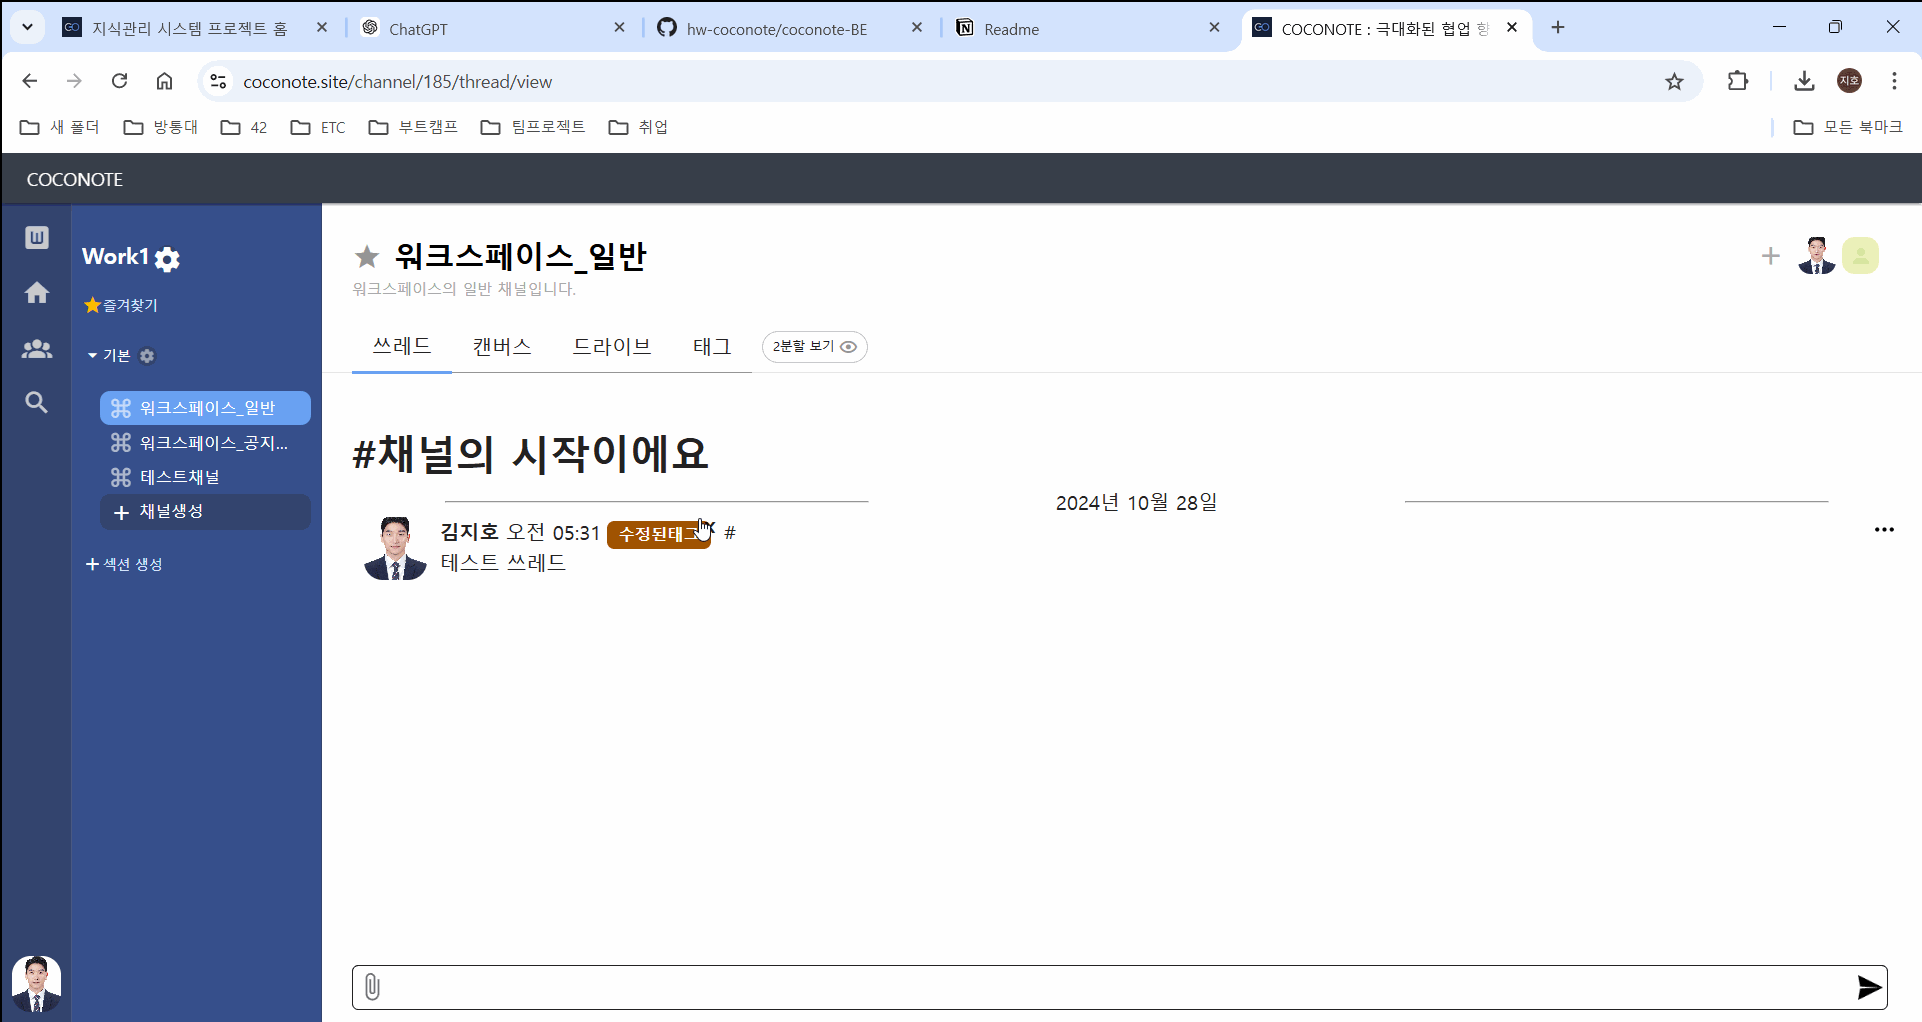 지식관리 시스템 프로젝트 홈
ChatGPT
hw-coconote/coconote-BE
Readme
COCONOTE : 극대화된 협업 향
coconote.site/channel/185/thread/view
지호
새 폴더
방통대
42
ETC
부트캠프
팀프로젝트
취업
모든 북마크
COCONOTE
Work1
즐겨찾기
기본
워크스페이스_일반
워크스페이스_공지...
테스트채널
채널생성
섹션 생성
워크스페이스_일반
워크스페이스의 일반 채널입니다.
쓰레드 캔버스 드라이브 태그 2분할 보기
#채널의 시작이에요
2024년 10월 28일
김지호 오전 05:31 수정된태그 #
테스트 쓰레드